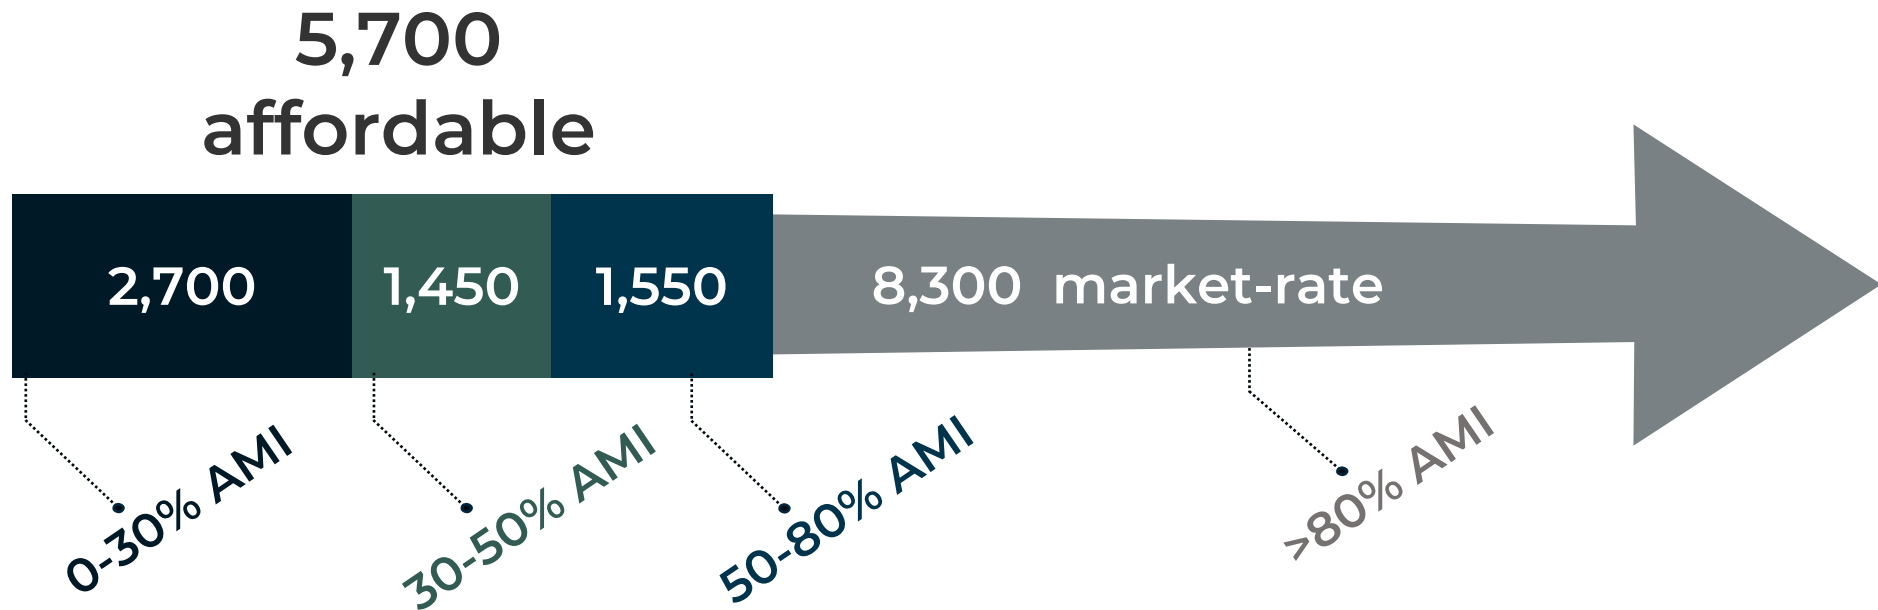 5,700
affordable
2,700
1,450
1,550
8,300 market-rate
0-30% AMI
30-50% AMI
50-80% AMI
>80% AMI